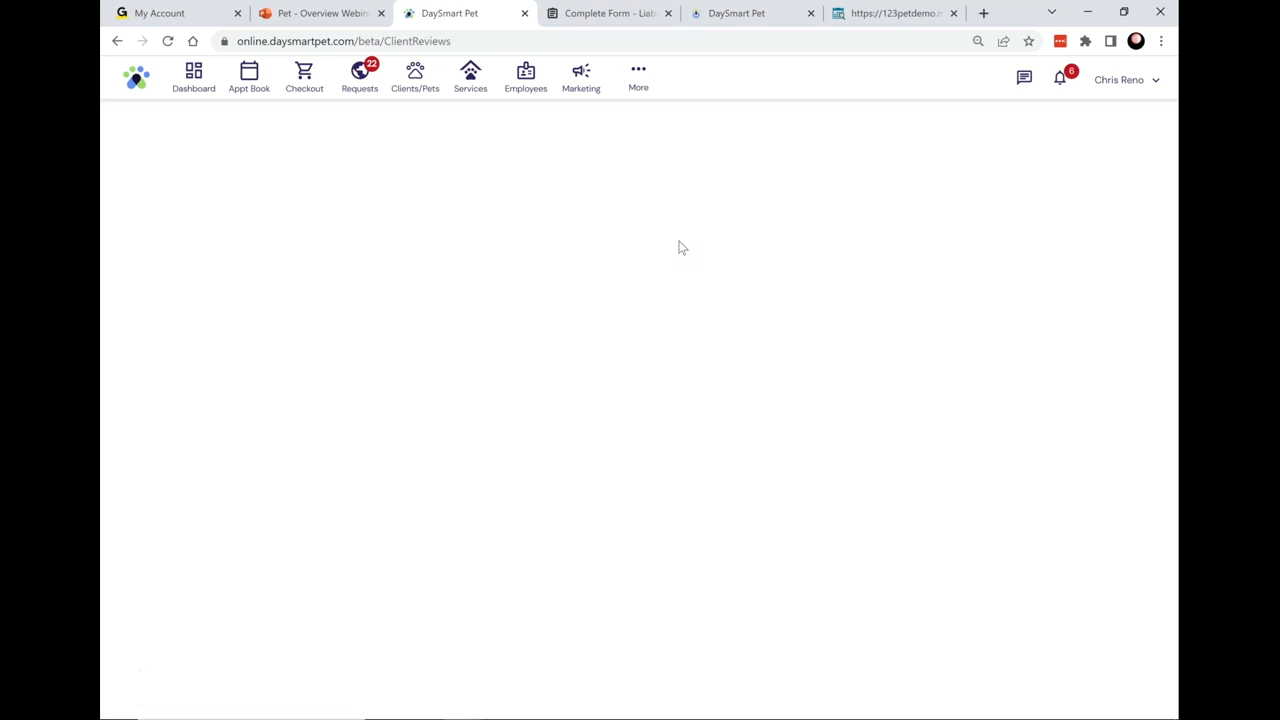 My Account
Pet - Overview Webin
DaySmart Pet
Complete Form - Liab
DaySmart Pet
https://123petdemo.m
online.daysmartpet.com/beta/ClientReviews
22
6
Dashboard
Appt Book
Checkout
Requests
Clients/Pets
Services
Employees
Marketing
More
Chris Reno